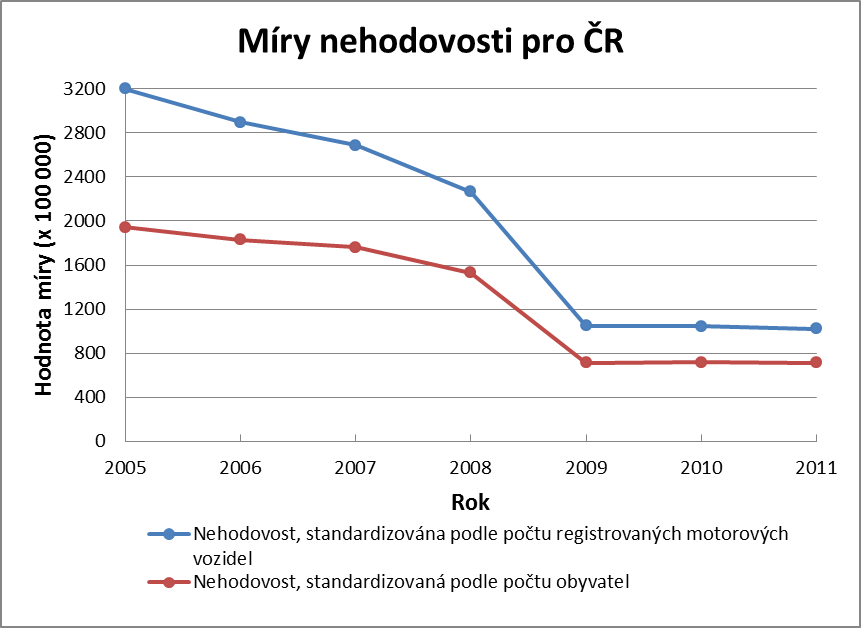 Míry nehodovosti pro ČR
Hodnota míry (x 100 000)
3200
2800
2400
2000
1600
1200
800
400
0
2005 2006 2007 2008 2009 2010 2011
Rok
Nehodovost, standardizována podle počtu registrovaných motorových
vozidel
Nehodovost, standardizovaná podle počtu obyvatel